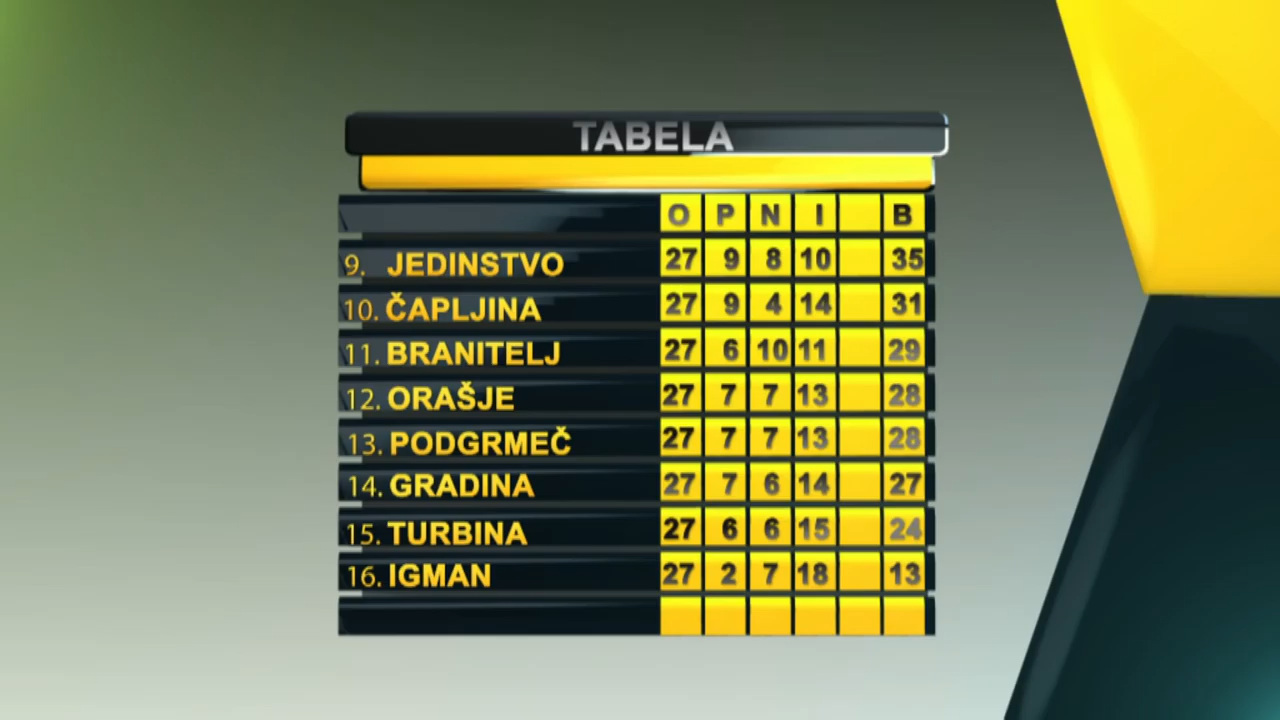 TABELA
O P N I B
9. JEDINSTVO 27 9 8 10 35
10. ČAPLJINA 27 9 4 14 31
11. BRANITELJ 27 6 10 11 29
12. ORAŠJE 27 7 7 13 28
13. PODGRMEČ 27 7 7 13 28
14. GRADINA 27 7 6 14 27
15. TURBINA 27 6 6 15 24
16. IGMAN 27 2 7 18 13